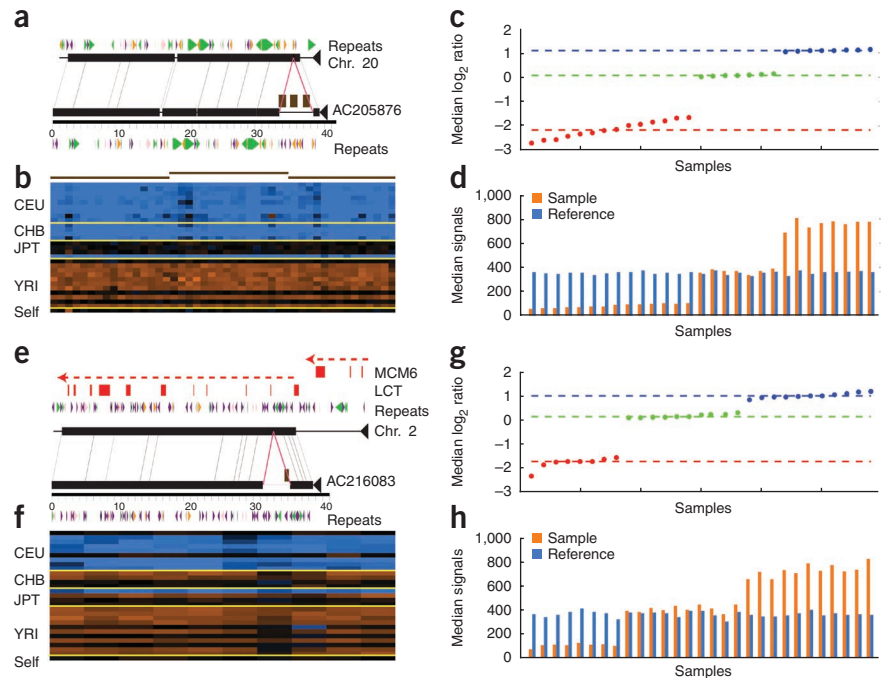 a
Repeats
Chr. 20
AC205876
0 10 20 30 40
Repeats
b
CEU
CHB
JPT
YRI
Self
c
Median log2 ratio
2
1
0
−1
−2
−3
Samples
d
Median signals
1,000
800
600
400
200
0
Sample
Reference
Samples
e
MCM6
LCT
Repeats
Chr. 2
AC216083
0 10 20 30 40
Repeats
f
CEU
CHB
JPT
YRI
Self
g
Median log2 ratio
3
2
1
0
−1
−2
−3
Samples
h
Median signals
1,000
800
600
400
200
0
Sample
Reference
Samples